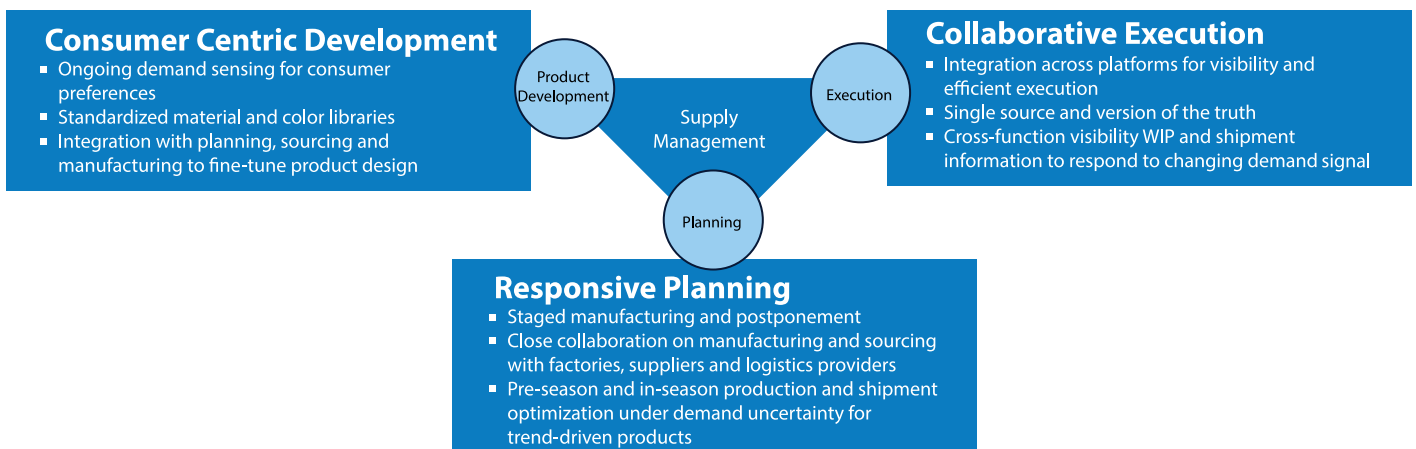 Consumer Centric Development
▪ Ongoing demand sensing for consumer
preferences
▪ Standardized material and color libraries
▪ Integration with planning, sourcing and
manufacturing to fine-tune product design
Product
Development
Supply
Management
Execution
Planning
Collaborative Execution
▪ Integration across platforms for visibility and
efficient execution
▪ Single source and version of the truth
▪ Cross-function visibility WIP and shipment
information to respond to changing demand signal
Responsive Planning
▪ Staged manufacturing and postponement
▪ Close collaboration on manufacturing and sourcing
with factories, suppliers and logistics providers
▪ Pre-season and in-season production and shipment
optimization under demand uncertainty for
trend-driven products